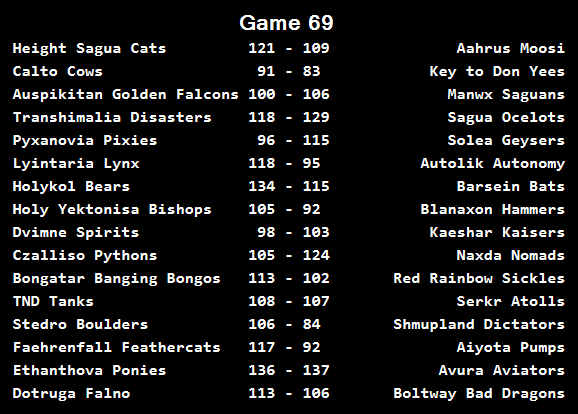 Game 69
Height Sagua Cats 121 - 109 Aahrus Moosi
Calto Cows 91 - 83 Key to Don Yees
Auspikitan Golden Falcons 100 - 106 Manwx Saguans
Transhimalia Disasters 118 - 129 Sagua Ocelots
Pyxanovia Pixies 96 - 115 Solea Geysers
Lyintaria Lynx 118 - 95 Autolik Autonomy
Holykol Bears 134 - 115 Barsein Bats
Holy Yektonisa Bishops 105 - 92 Blanaxon Hammers
Dvimne Spirits 98 - 103 Kaeshar Kaisers
Czalliso Pythons 105 - 124 Naxda Nomads
Bongatar Banging Bongos 113 - 102 Red Rainbow Sickles
TND Tanks 108 - 107 Serkr Atolls
Stedro Boulders 106 - 84 Shmupland Dictators
Faehrenfall Feathercats 117 - 92 Aiyota Pumps
Ethanthova Ponies 136 - 137 Avura Aviators
Dotruga Falno 113 - 106 Boltway Bad Dragons